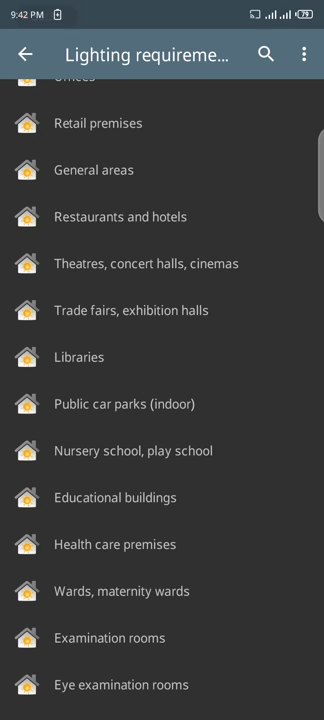 9:42 PM 79
Lighting requireme...
Offices
Retail premises
General areas
Restaurants and hotels
Theatres, concert halls, cinemas
Trade fairs, exhibition halls
Libraries
Public car parks (indoor)
Nursery school, play school
Educational buildings
Health care premises
Wards, maternity wards
Examination rooms
Eye examination rooms